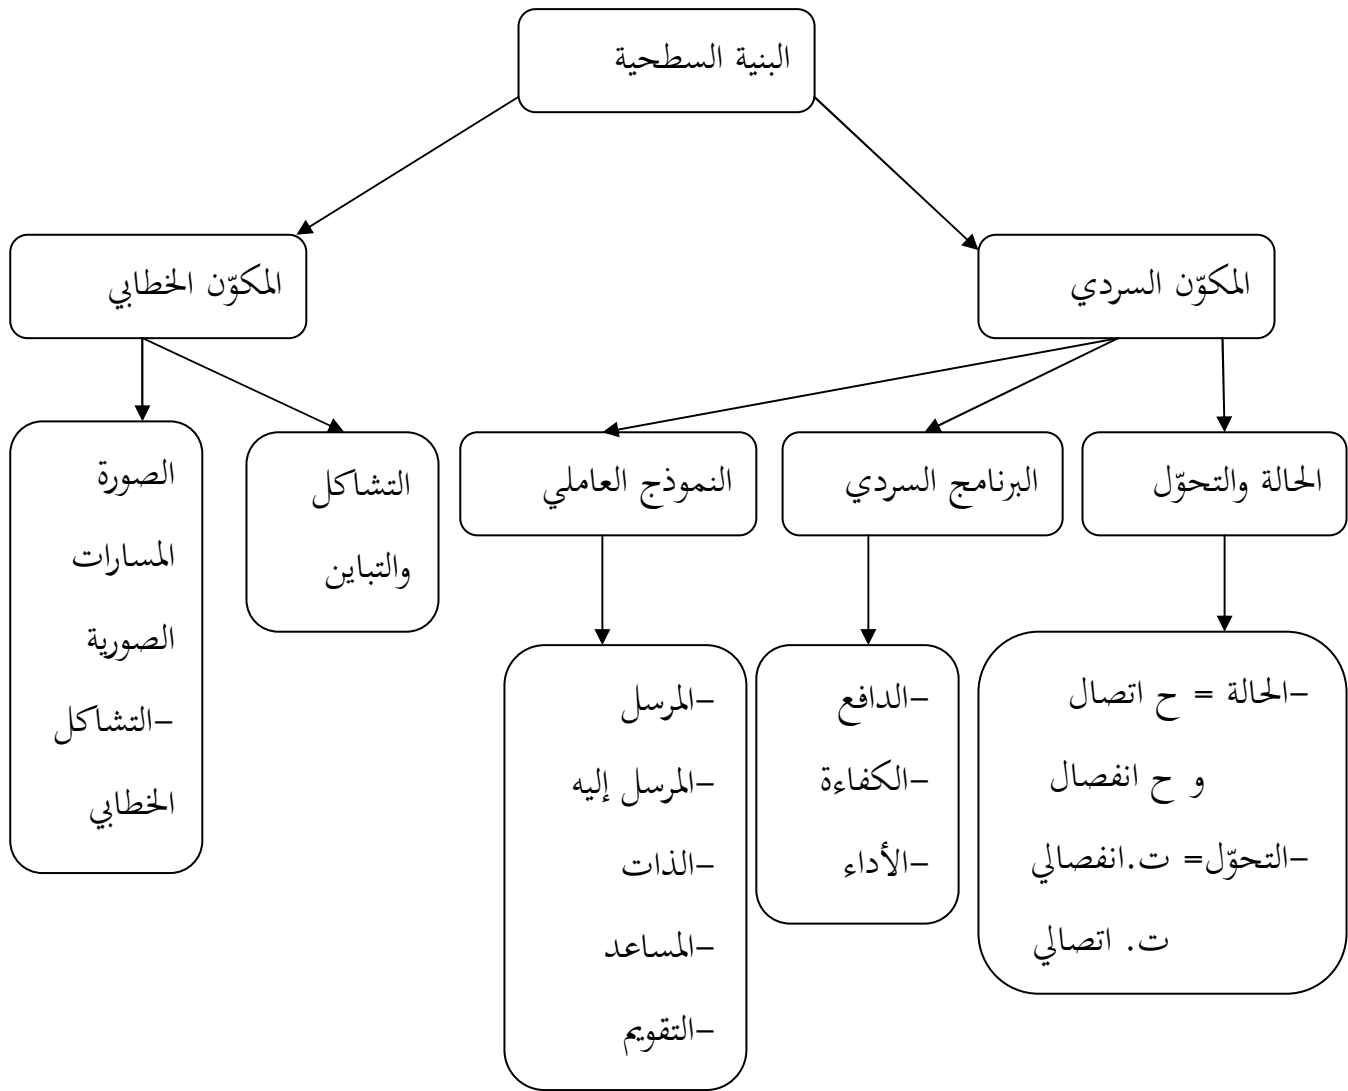 البنية السطحية
المكوّن السردي
المكوّن الخطابي
الحالة والتحوّل
البرنامج السردي
النموذج العاملي
التشاكل
والتباين
الصورة
المسارات
الصورية
-التشاكل
الخطابي
-الحالة = ح اتصال
و ح انفصال
-التحوّل= ت.انفصالي
ت. اتصالي
-الدافع
-الكفاءة
-الأداء
-المرسل
-المرسل إليه
-الذات
-المساعد
-التقويم